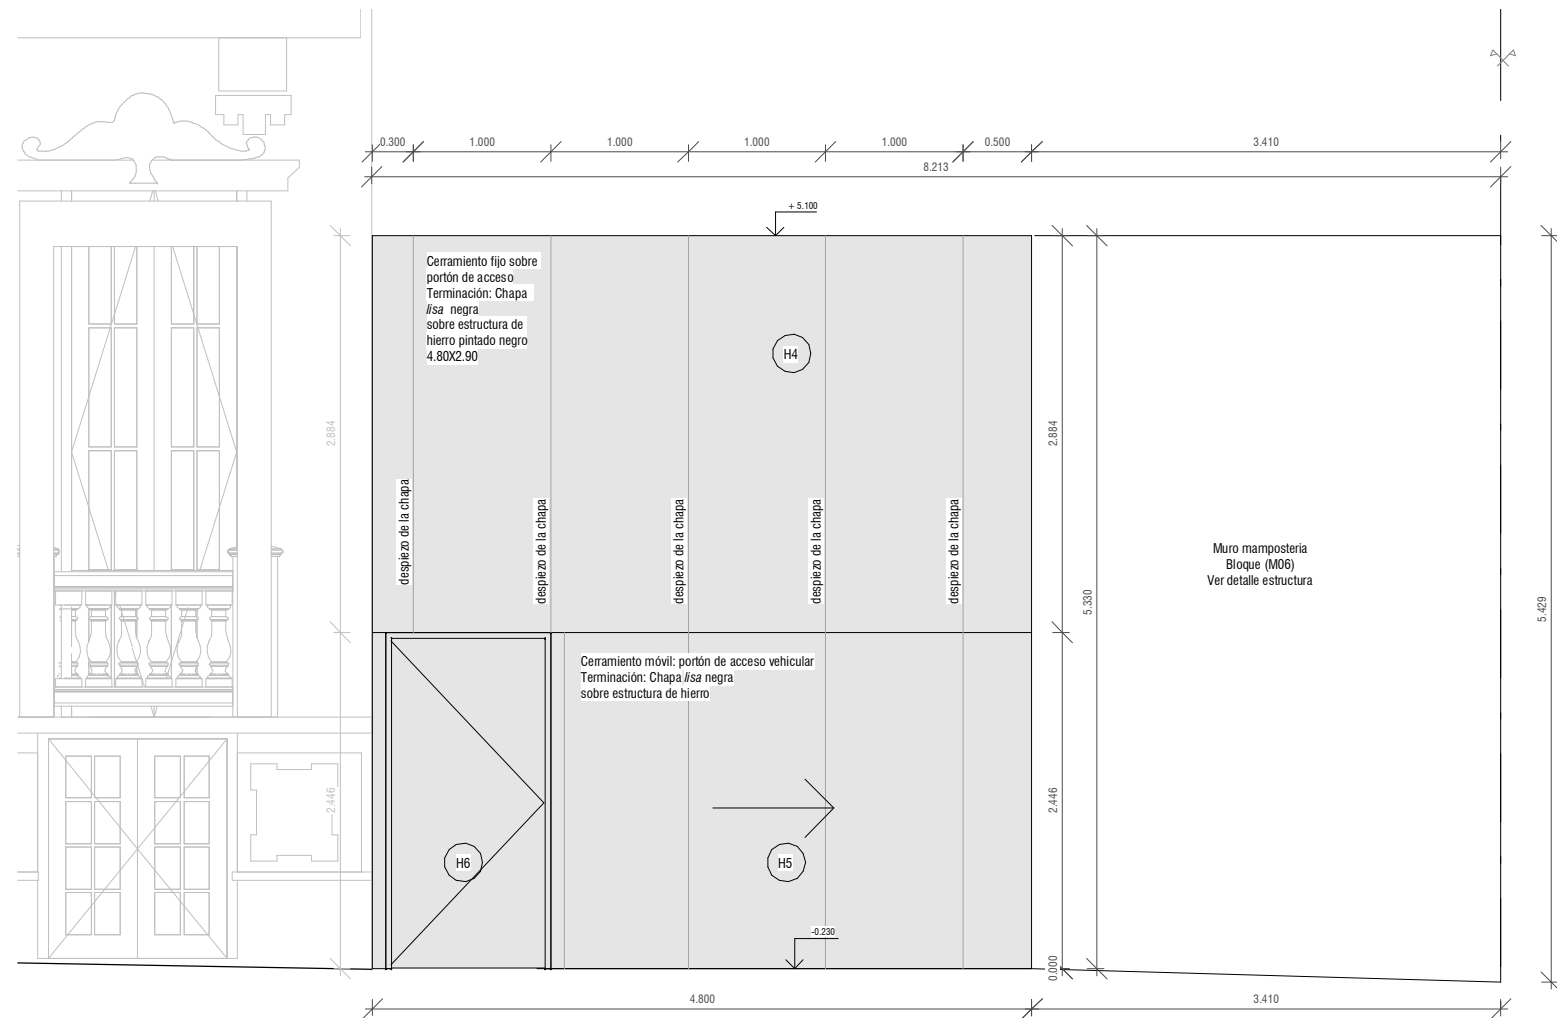 0.300
1.000
1.000
1.000
1.000
0.500
3.410
8.213
+ 5.100
Cerramiento fijo sobre
portón de acceso
Terminación: Chapa
lisa negra
sobre estructura de
hierro pintado negro
4.80X2.90
H4
2.884
2.884
despiezo de la chapa
despiezo de la chapa
despiezo de la chapa
despiezo de la chapa
despiezo de la chapa
Muro mamposteria
Bloque (M06)
Ver detalle estructura
5.330
5.429
Cerramiento móvil: portón de acceso vehicular
Terminación: Chapa lisa negra
sobre estructura de hierro
2.446
2.446
H6
H5
-0.230
0.000
4.800
3.410